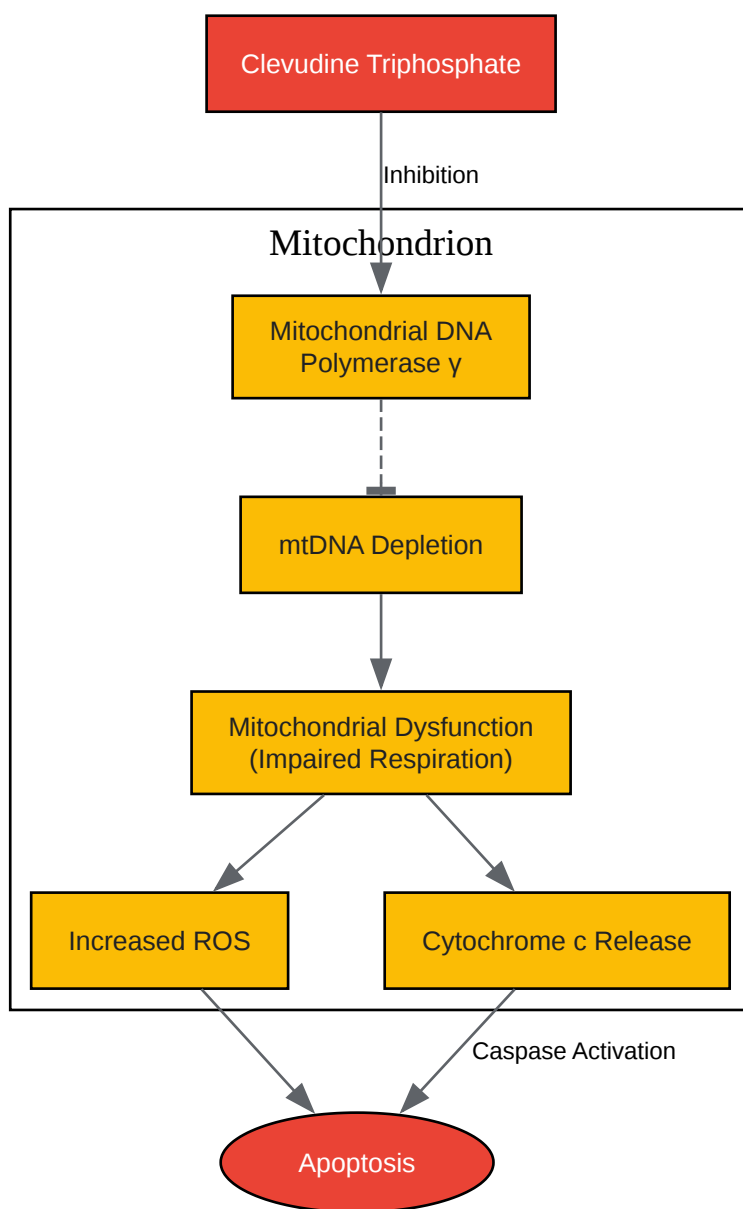 Clevudine Triphosphate
Inhibition
Mitochondrion
Mitochondrial DNA
Polymerase γ
mtDNA Depletion
Mitochondrial Dysfunction
(Impaired Respiration)
Increased ROS
Cytochrome c Release
Caspase Activation
Apoptosis